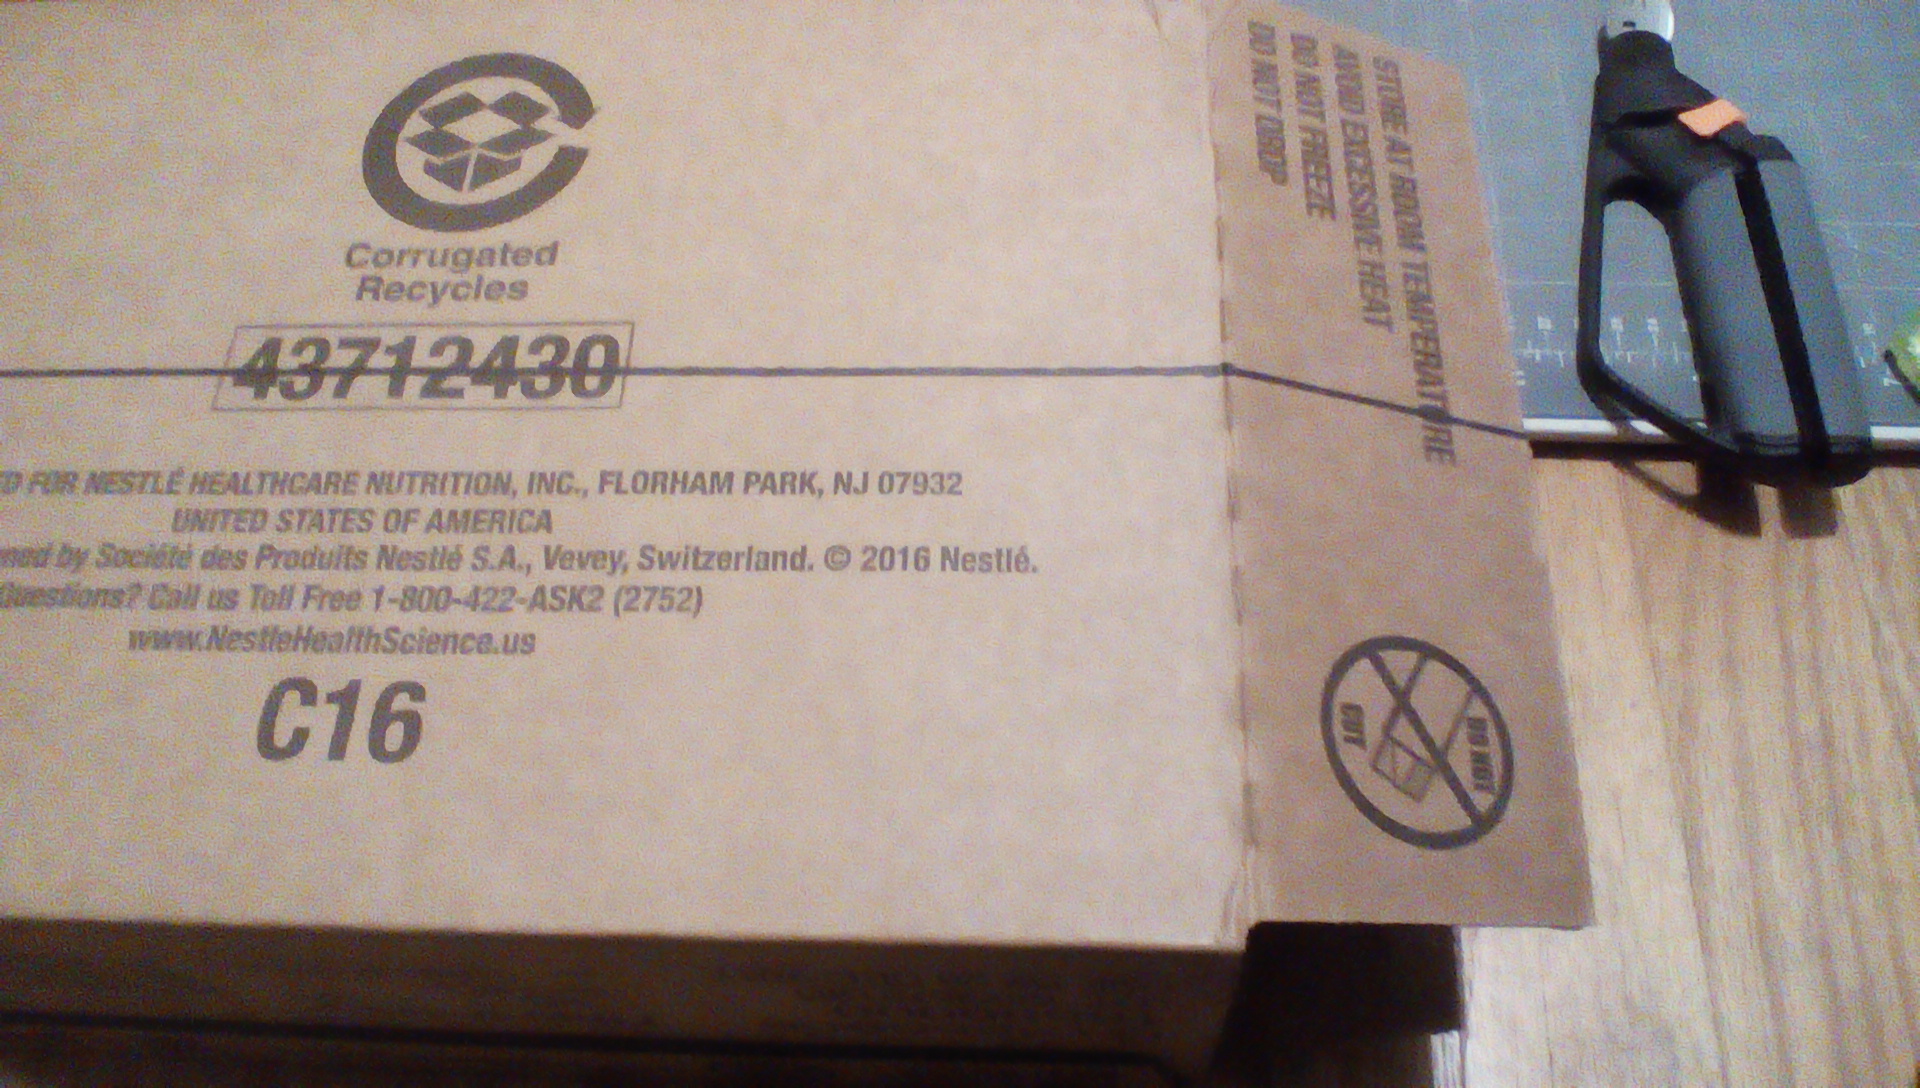 Corrugated
Recycles
43712430
ED FOR NESTLÉ HEALTHCARE NUTRITION, INC., FLORHAM PARK, NJ 07932
UNITED STATES OF AMERICA
ned by Société des Produits Nestlé S.A., Vevey, Switzerland. © 2016 Nestlé.
Questions? Call us Toll Free 1-800-422-ASK2 (2752)
www.NestleHealthScience.us
C16
STORE AT ROOM TEMPERATURE
AVOID EXCESSIVE HEAT
DO NOT FREEZE
DO NOT DROP
DO NOT
CUT